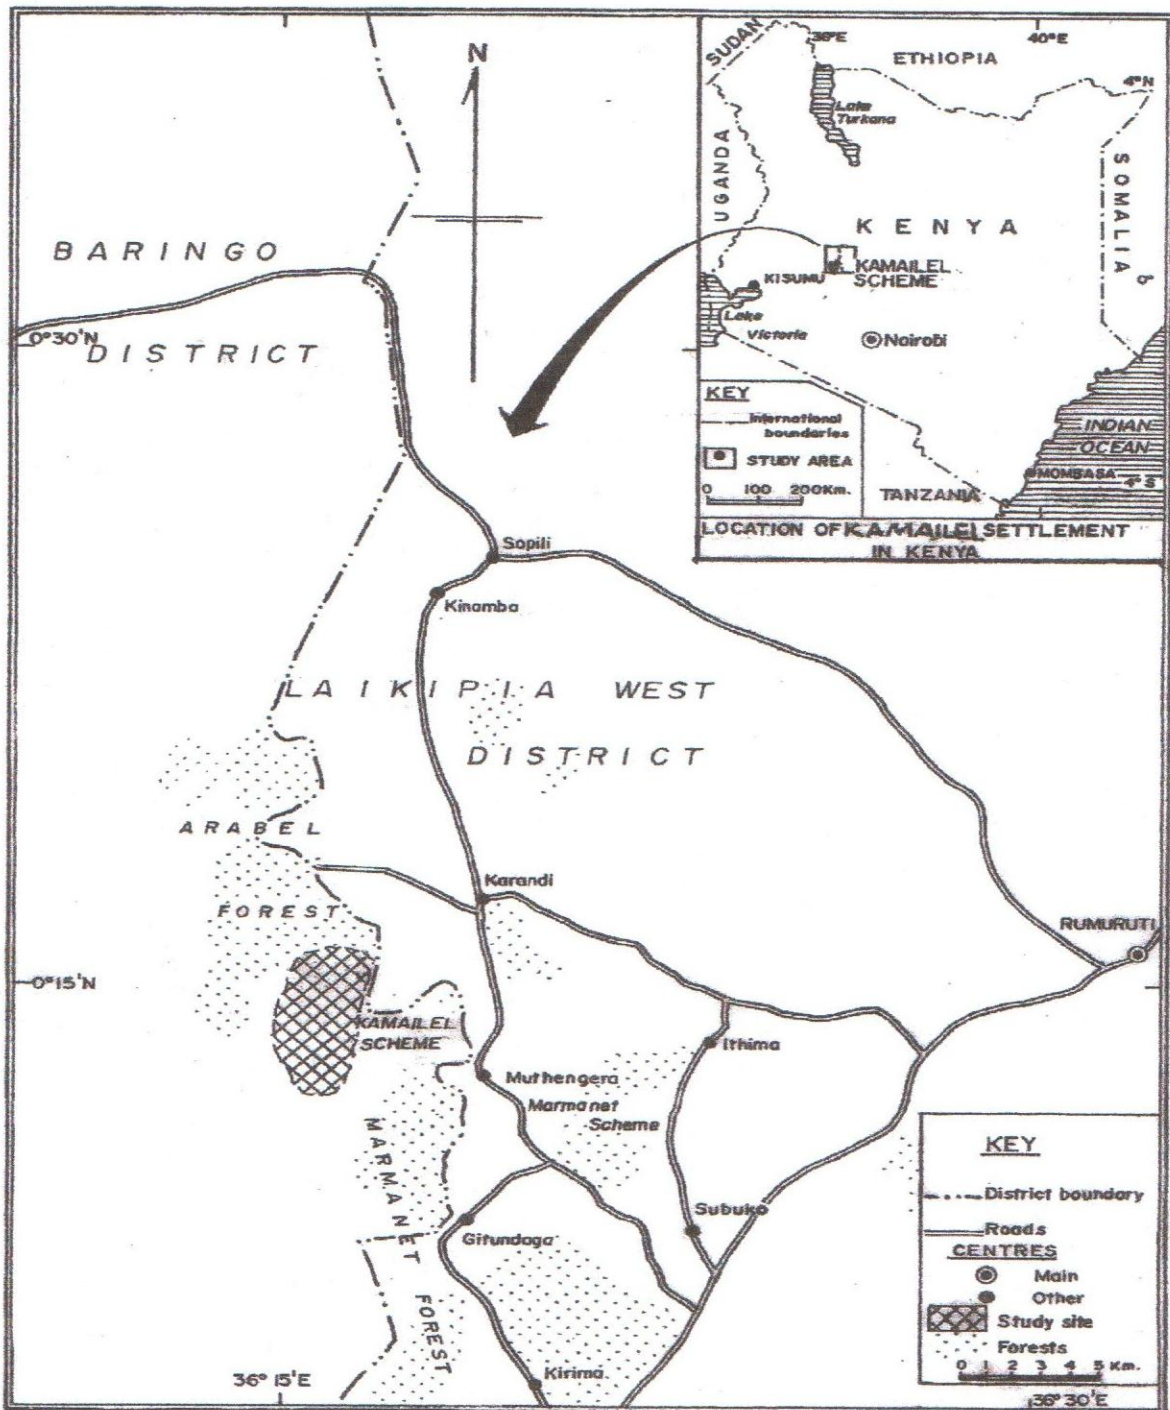 N
BARINGO
0°30'N
DISTRICT
SUDAN
36°E
40°E
ETHIOPIA
4°N
Lake
Turkana
UGANDA
SOMALIA
KENYA
KAMAILEL
SCHEME
KISUMU
Lake
Victoria
Nairobi
KEY
International
boundaries
STUDY AREA
0 100 200Km.
INDIAN
OCEAN
MOMBASA
4°S
TANZANIA
LOCATION OF KAMAILEL SETTLEMENT
IN KENYA
Sopili
Kinamba
LAIKIPIA WEST
DISTRICT
ARABEL
Karandi
FOREST
RUMURUTI
0°15'N
KAMAILEL
SCHEME
Ithima
Muthengera
Marmanet
Scheme
MARMANET FOREST
Subuko
Gitundaga
Kirima
KEY
District boundary
Roads
CENTRES
Main
Other
Study site
Forests
0 1 2 3 4 5 Km.
36° 15'E
36° 30'E